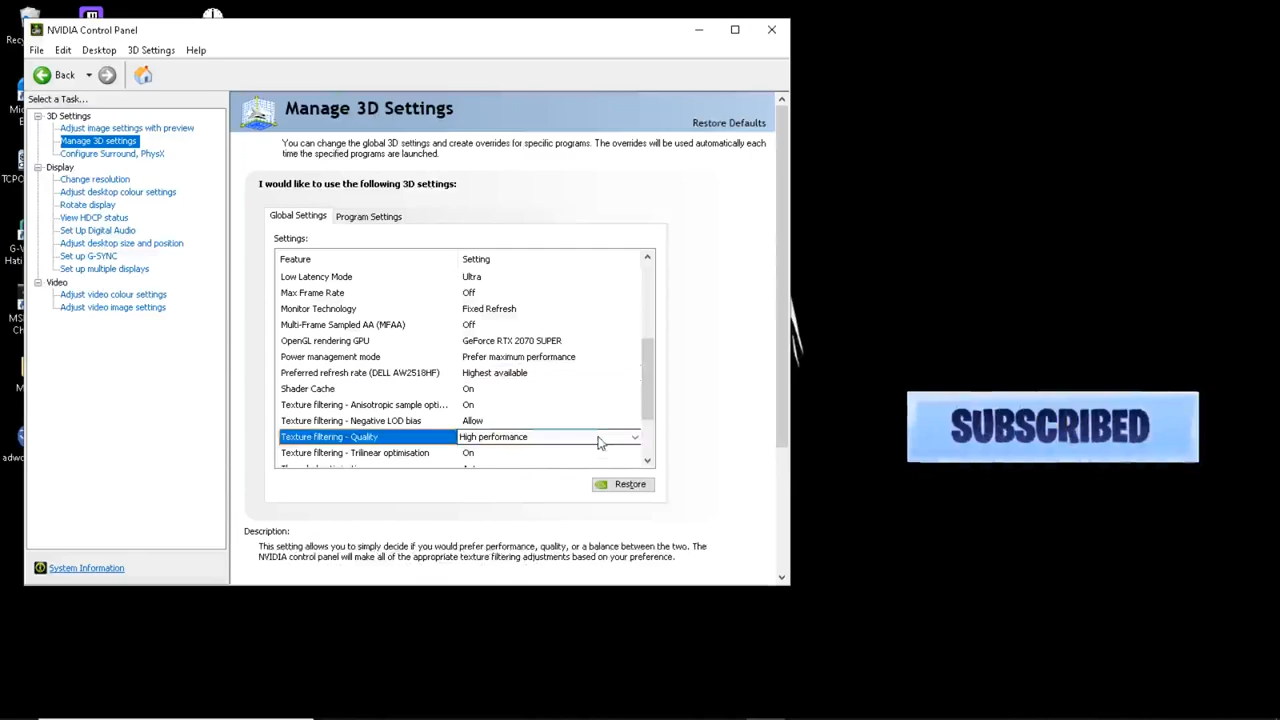 NVIDIA Control Panel
File Edit Desktop 3D Settings Help
Back
Select a Task...
3D Settings
Adjust image settings with preview
Manage 3D settings
Configure Surround, PhysX
Display
Change resolution
Adjust desktop colour settings
Rotate display
View HDCP status
Set Up Digital Audio
Adjust desktop size and position
Set up G-SYNC
Set up multiple displays
Video
Adjust video colour settings
Adjust video image settings
System Information
Manage 3D Settings
Restore Defaults
You can change the global 3D settings and create overrides for specific programs. The overrides will be used automatically each
time the specified programs are launched.
I would like to use the following 3D settings:
Global Settings Program Settings
Settings:
Feature Setting
Low Latency Mode Ultra
Max Frame Rate Off
Monitor Technology Fixed Refresh
Multi-Frame Sampled AA (MFAA) Off
OpenGL rendering GPU GeForce RTX 2070 SUPER
Power management mode Prefer maximum performance
Preferred refresh rate (DELL AW2518HF) Highest available
Shader Cache On
Texture filtering - Anisotropic sample opti... On
Texture filtering - Negative LOD bias Allow
Texture filtering - Quality High performance
Texture filtering - Trilinear optimisation On
Restore
Description:
This setting allows you to simply decide if you would prefer performance, quality, or a balance between the two. The
NVIDIA control panel will make all of the appropriate texture filtering adjustments based on your preference.
SUBSCRIBED